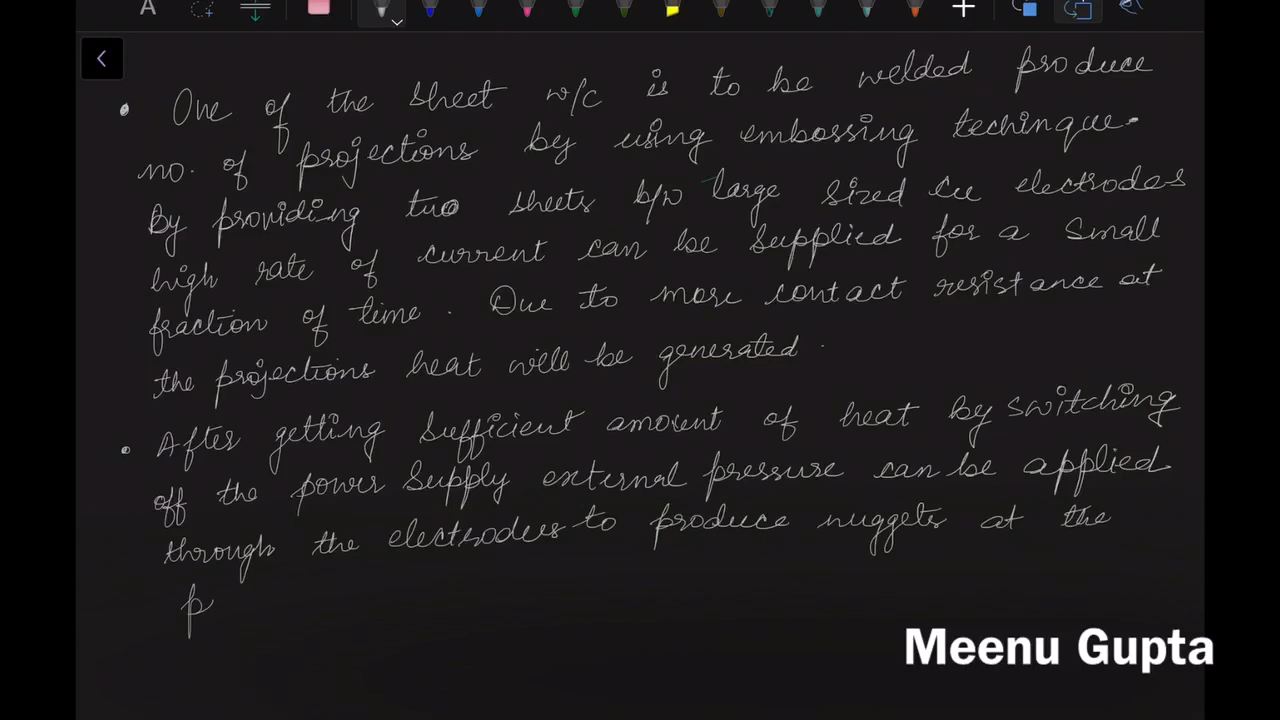 A
• One of the sheet w/c is to be welded produce
no. of projections by using embossing techinque.
By providing two sheets b/w large sized cu electrodes
high rate of current can be supplied for a small
fraction of time. Due to more contact resistance at
the projections heat will be generated.
• After getting sufficient amount of heat by switching
off the power supply external pressure can be applied
through the electrodes to produce nuggets at the
p
Meenu Gupta